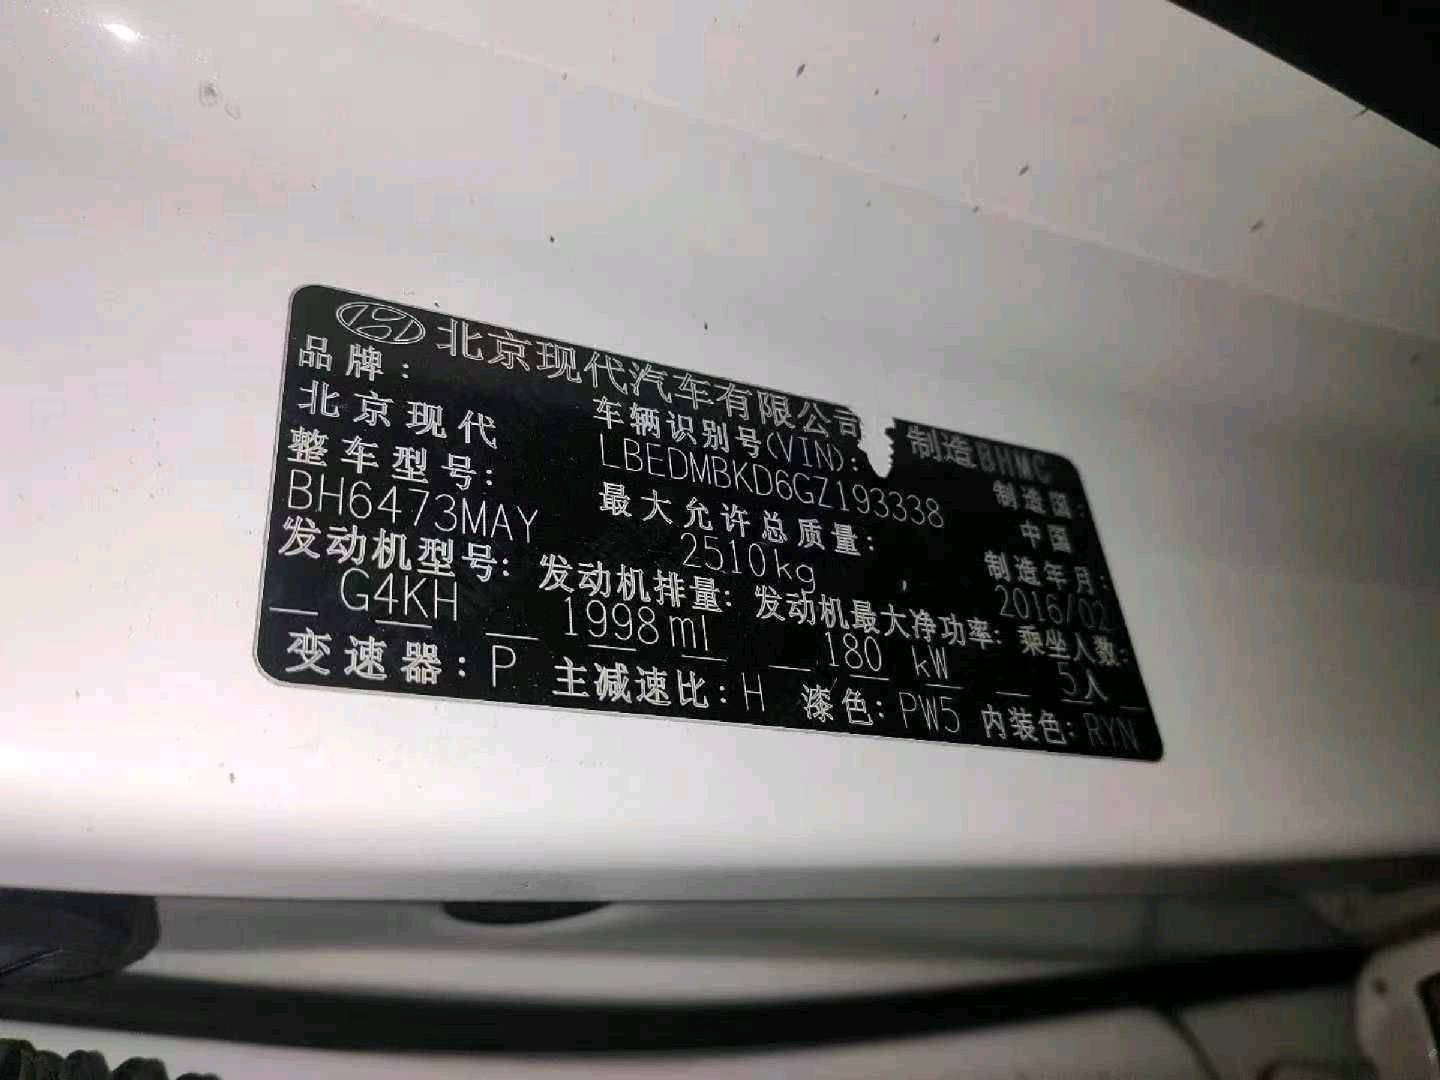 北京现代汽车有限公司 制造BHMC
品牌：
北京现代
车辆识别号(VIN)：
LBEDMBKD6GZ193338
制造国：
中国
整车型号：
BH6473MAY
最大允许总质量：
2510kg
制造年月：
2016/02
发动机型号： 发动机排量： 发动机最大净功率： 乘坐人数：
G4KH 1998ml 180 kW 5人
变速器：P 主减速比：H 漆色：PW5 内装色：RYN